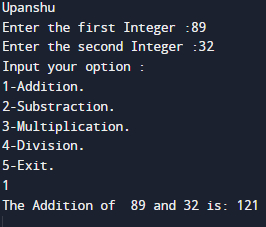 Upanshu
Enter the first Integer :89
Enter the second Integer :32
Input your option :
1-Addition.
2-Substraction.
3-Multiplication.
4-Division.
5-Exit.
1
The Addition of  89 and 32 is: 121